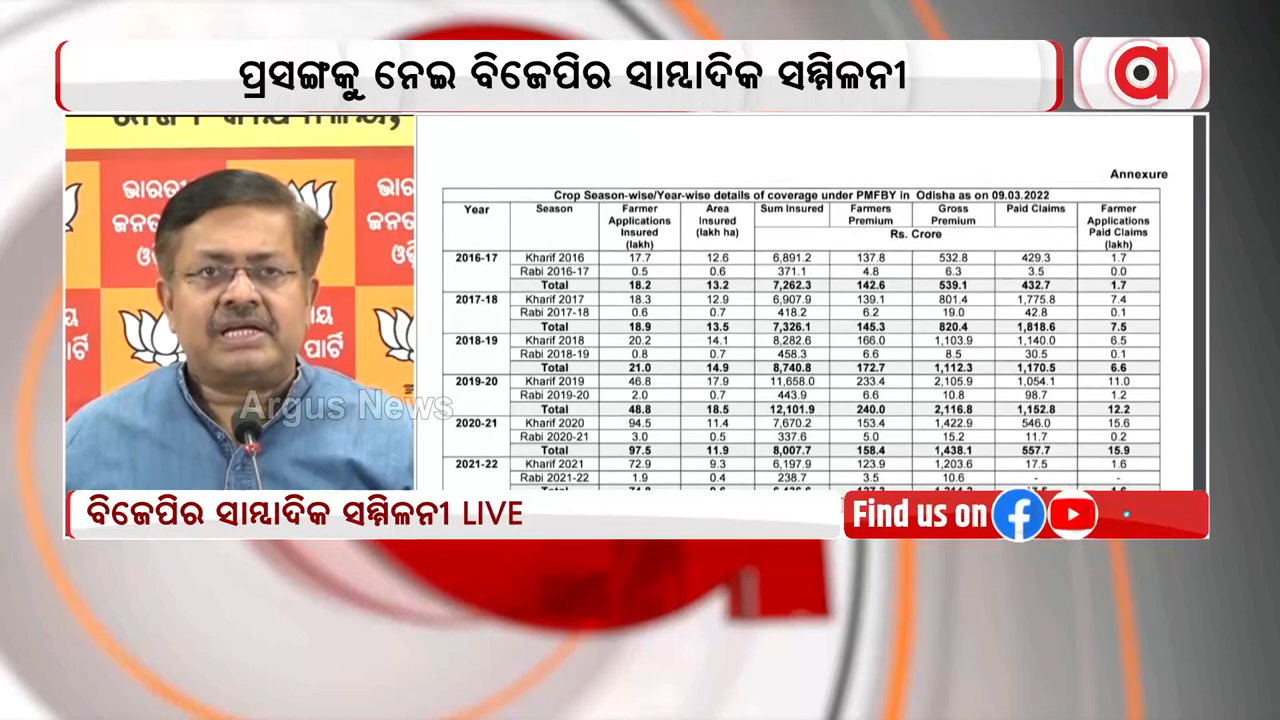 ପ୍ରସଙ୍ଗକୁ ନେଇ ବିଜେପିର ସାମ୍ବାଦିକ ସମ୍ମିଳନୀ
a
ଭାରତୀ
ଜନତା
ଓଡ଼ି
ଭାର
ଜନତ
ଓ
ୟ
ାର୍ଟି
ୀୟ
ପାର୍ଟି
Argus News
Annexure
Crop Season-wise/Year-wise details of coverage under PMFBY in Odisha as on 09.03.2022
Year Season Farmer Applications Insured (lakh) Area Insured (lakh ha) Sum Insured Farmers Premium Gross Premium Paid Claims Farmer Applications Paid Claims (lakh)
Rs. Crore
2016-17 Kharif 2016 17.7 12.6 6,891.2 137.8 532.8 429.3 1.7
Rabi 2016-17 0.5 0.6 371.1 4.8 6.3 3.5 0.0
Total 18.2 13.2 7,262.3 142.6 539.1 432.7 1.7
2017-18 Kharif 2017 18.3 12.9 6,907.9 139.1 801.4 1,775.8 7.4
Rabi 2017-18 0.6 0.7 418.2 6.2 19.0 42.8 0.1
Total 18.9 13.5 7,326.1 145.3 820.4 1,818.6 7.5
2018-19 Kharif 2018 20.2 14.1 8,282.6 166.0 1,103.9 1,140.0 6.5
Rabi 2018-19 0.8 0.7 458.3 6.6 8.5 30.5 0.1
Total 21.0 14.9 8,740.8 172.7 1,112.3 1,170.5 6.6
2019-20 Kharif 2019 46.8 17.9 11,658.0 233.4 2,105.9 1,054.1 11.0
Rabi 2019-20 2.0 0.7 443.9 6.6 10.8 98.7 1.2
Total 48.8 18.5 12,101.9 240.0 2,116.8 1,152.8 12.2
2020-21 Kharif 2020 94.5 11.4 7,670.2 153.4 1,422.9 546.0 15.6
Rabi 2020-21 3.0 0.5 337.6 5.0 15.2 11.7 0.2
Total 97.5 11.9 8,007.7 158.4 1,438.1 557.7 15.9
2021-22 Kharif 2021 72.9 9.3 6,197.9 123.9 1,203.6 17.5 1.6
Rabi 2021-22 1.9 0.4 238.7 3.5 10.6 - -
ବିଜେପିର ସାମ୍ବାଦିକ ସମ୍ମିଳନୀ LIVE
Find us on